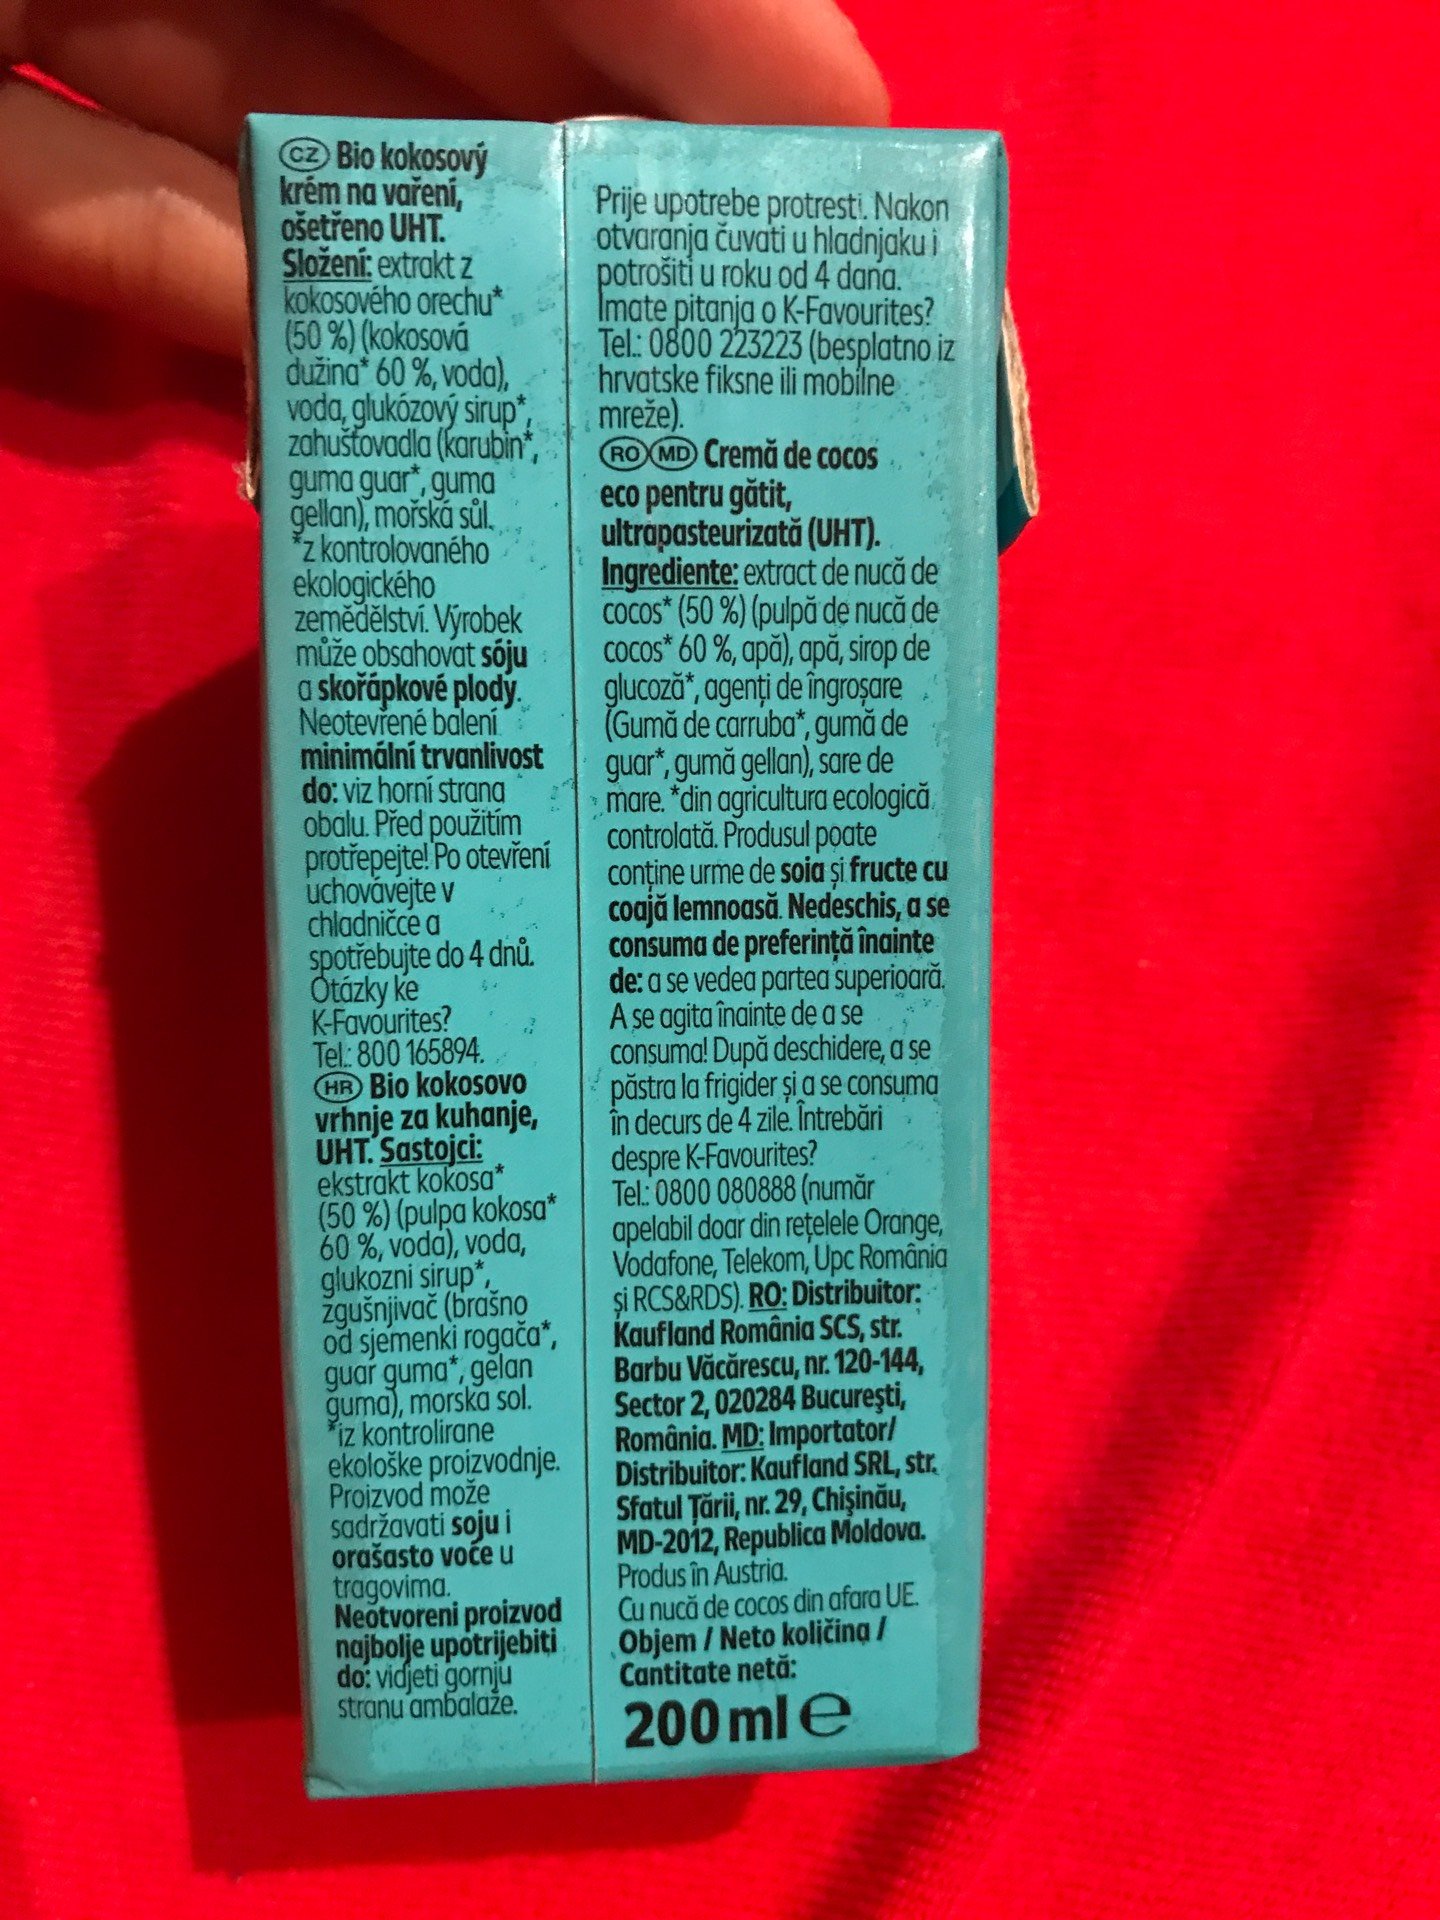 CZ Bio kokosový
krém na vaření,
ošetřeno UHT.
Složení: extrakt z
kokosového orechu*
(50 %) (kokosová
dužina* 60 %, voda),
voda, glukózový sirup*,
zahušťovadla (karubin*,
guma guar*, guma
gellan), mořská sůl.
*z kontrolovaného
ekologického
zemědělství. Výrobek
může obsahovat sóju
a skořápkové plody.
Neotevřené balení
minimální trvanlivost
do: viz horní strana
obalu. Před použitím
protřepejte! Po otevření
uchovávejte v
chladničce a
spotřebujte do 4 dnů.
Otázky ke
K-Favourites?
Tel.: 800 165894.
HR Bio kokosovo
vrhnje za kuhanje,
UHT. Sastojci:
ekstrakt kokosa*
(50 %) (pulpa kokosa*
60 %, voda), voda,
glukozni sirup*,
zgušnjivač (brašno
od sjemenki rogača*,
guar guma*, gelan
guma), morska sol.
*iz kontrolirane
ekološke proizvodnje.
Proizvod može
sadržavati soju i
orašasto voće u
tragovima.
Neotvoreni proizvod
najbolje upotrijebiti
do: vidjeti gornju
stranu ambalaže.
Prije upotrebe protresti. Nakon
otvaranja čuvati u hladnjaku i
potrošiti u roku od 4 dana.
Imate pitanja o K-Favourites?
Tel.: 0800 223223 (besplatno iz
hrvatske fiksne ili mobilne
mreže).
RO MD Cremă de cocos
eco pentru gătit,
ultrapasteurizată (UHT).
Ingrediente: extract de nucă de
cocos* (50 %) (pulpă de nucă de
cocos* 60 %, apă), apă, sirop de
glucoză*, agenți de îngroșare
(Gumă de carruba*, gumă de
guar*, gumă gellan), sare de
mare. *din agricultura ecologică
controlată. Produsul poate
conține urme de soia și fructe cu
coajă lemnoasă. Nedeschis, a se
consuma de preferință înainte
de: a se vedea partea superioară.
A se agita înainte de a se
consuma! După deschidere, a se
păstra la frigider și a se consuma
în decurs de 4 zile. Întrebări
despre K-Favourites?
Tel.: 0800 080888 (număr
apelabil doar din rețelele Orange,
Vodafone, Telekom, Upc România
și RCS&RDS). RO: Distribuitor:
Kaufland România SCS, str.
Barbu Văcărescu, nr. 120-144,
Sector 2, 020284 București,
România. MD: Importator/
Distribuitor: Kaufland SRL, str.
Sfatul Țării, nr. 29, Chișinău,
MD-2012, Republica Moldova.
Produs în Austria.
Cu nucă de cocos din afara UE.
Objem / Neto količina /
Cantitate netă:
200 ml e